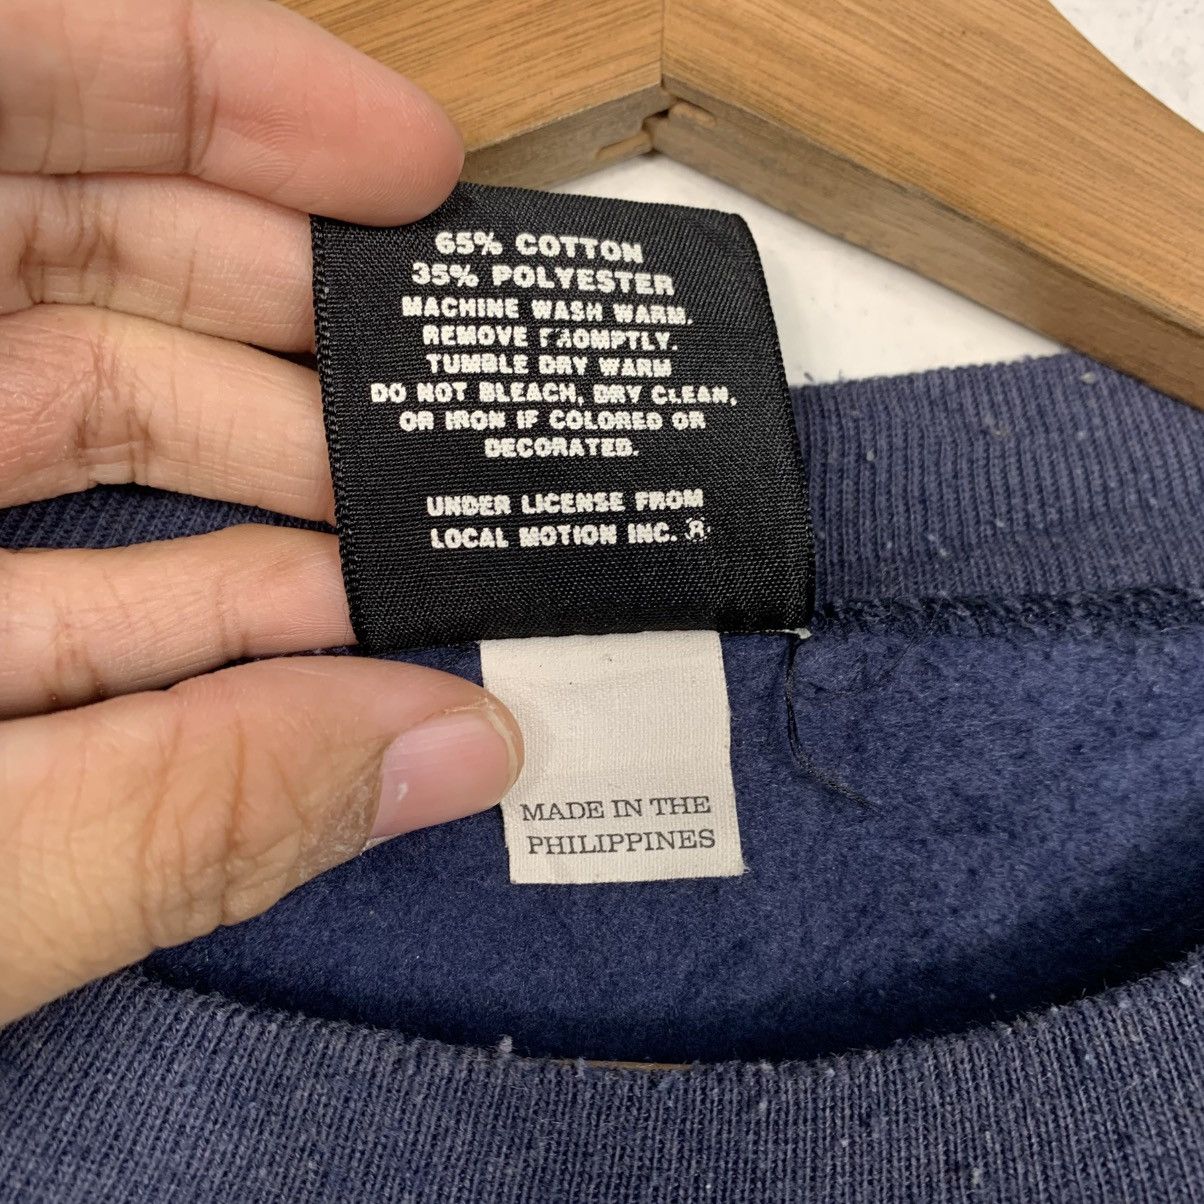 65% COTTON
35% POLYESTER
MACHINE WASH WARM.
REMOVE PROMPTLY.
TUMBLE DRY WARM
DO NOT BLEACH, DRY CLEAN,
OR IRON IF COLORED OR
DECORATED.
UNDER LICENSE FROM
LOCAL MOTION INC. 8
MADE IN THE
PHILIPPINES